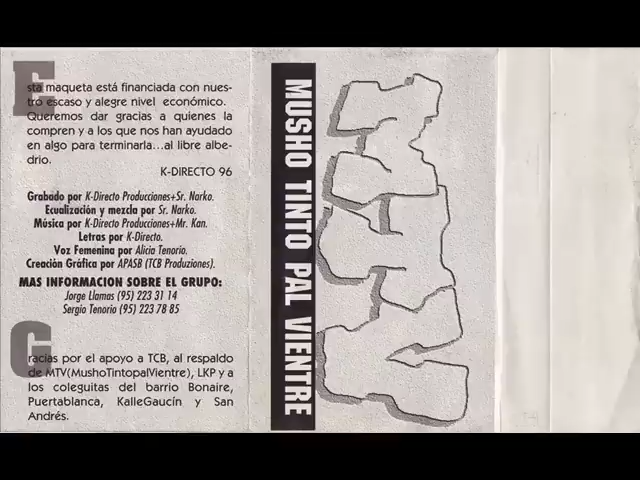 Esta maqueta está financiada con nues-
tro escaso y alegre nivel económico.
Queremos dar gracias a quienes la
compren y a los que nos han ayudado
en algo para terminarla...al libre albe-
drio.
K-DIRECTO 96
Grabado por K-Directo Producciones+Sr. Narko.
Ecualización y mezcla por Sr. Narko.
Música por K-Directo Producciones+Mr. Kan.
Letras por K-Directo.
Voz Femenina por Alicia Tenorio.
Creación Gráfica por APASB (TCB Produziones).
MAS INFORMACION SOBRE EL GRUPO:
Jorge Llamas (95) 223 31 14
Sergio Tenorio (95) 223 78 85
Gracias por el apoyo a TCB, al respaldo
de MTV(MushoTintopalVientre), LKP y a
los coleguitas del barrio Bonaire,
Puertablanca, KalleGaucín y San
Andrés.
MUSHO TINTO PAL VIENTRE